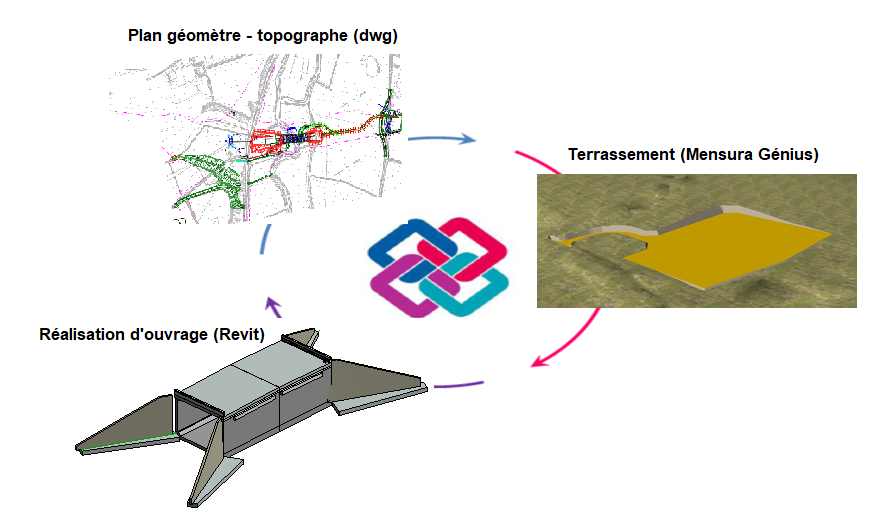 Plan géomètre - topographe (dwg)
Terrassement (Mensura Génius)
Réalisation d'ouvrage (Revit)